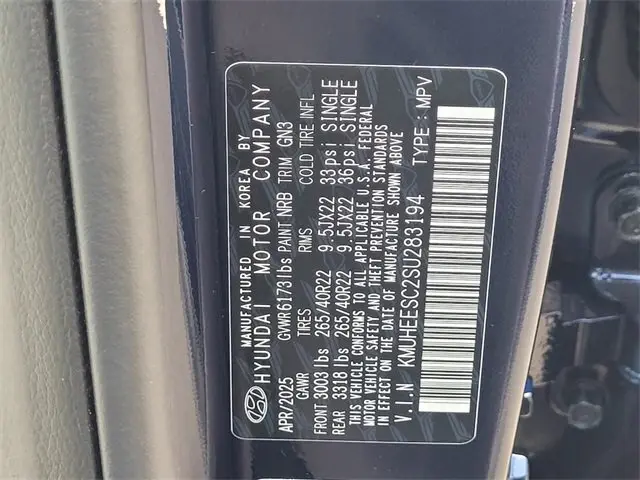 MANUFACTURED IN KOREA BY
HYUNDAI MOTOR COMPANY
APR/2025 GVWR 6173 lbs PAINT NRB TRIM GN3
GAWR TIRES RIMS COLD TIRE INFL
FRONT 3003 lbs 265/40R22 9.5JX22 33psi SINGLE
REAR 3318 lbs 265/40R22 9.5JX22 36psi SINGLE
THIS VEHICLE CONFORMS TO ALL APPLICABLE U.S.A. FEDERAL
MOTOR VEHICLE SAFETY AND THEFT PREVENTION STANDARDS
IN EFFECT ON THE DATE OF MANUFACTURE SHOWN ABOVE
V.I.N KMUHEESC2SU283194 TYPE : MPV